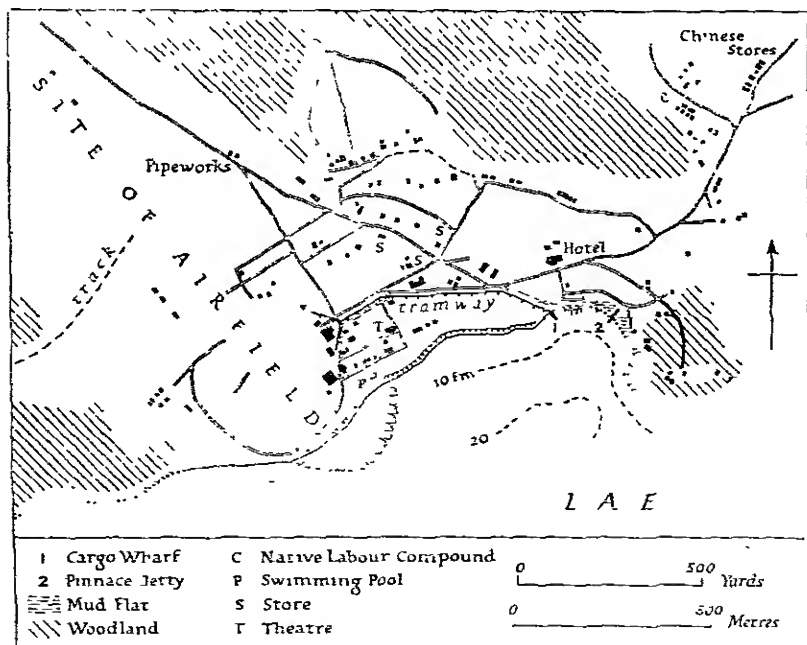 Chinese
Stores
C
SITE OF AIRFIELD
Pipeworks
track
S
S
S
Hotel
tramway
T
2
1
P
10 fm
20
LAE
1 Cargo Wharf
2 Pinnace Jetty
Mud Flat
Woodland
C Native Labour Compound
P Swimming Pool
S Store
T Theatre
0 500 Yards
0 500 Metres